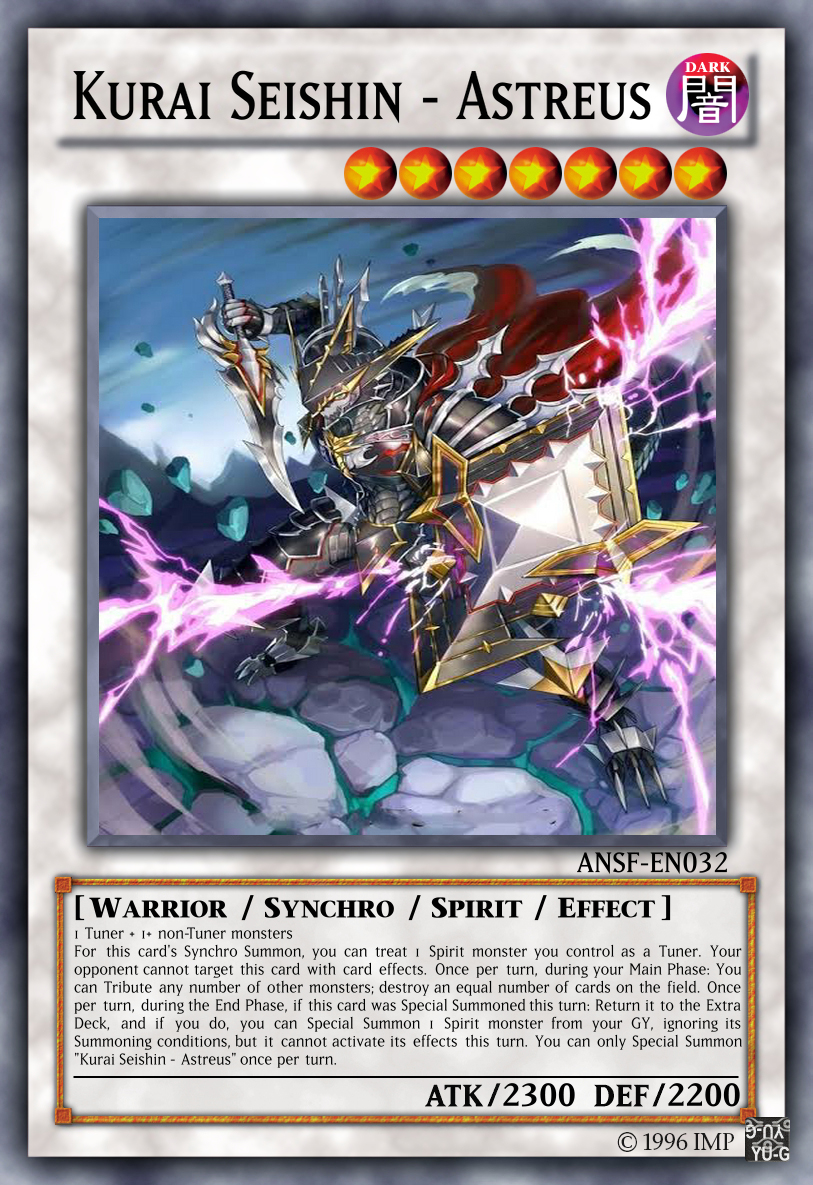 Kurai Seishin - Astreus
DARK
闇
ANSF-EN032
[ Warrior / Synchro / Spirit / Effect ]
1 Tuner + 1+ non-Tuner monsters
For this card's Synchro Summon, you can treat 1 Spirit monster you control as a Tuner. Your
opponent cannot target this card with card effects. Once per turn, during your Main Phase: You
can Tribute any number of other monsters; destroy an equal number of cards on the field. Once
per turn, during the End Phase, if this card was Special Summoned this turn: Return it to the Extra
Deck, and if you do, you can Special Summon 1 Spirit monster from your GY, ignoring its
Summoning conditions, but it cannot activate its effects this turn. You can only Special Summon
"Kurai Seishin - Astreus" once per turn.
ATK/2300 DEF/2200
© 1996 IMP
YU-G